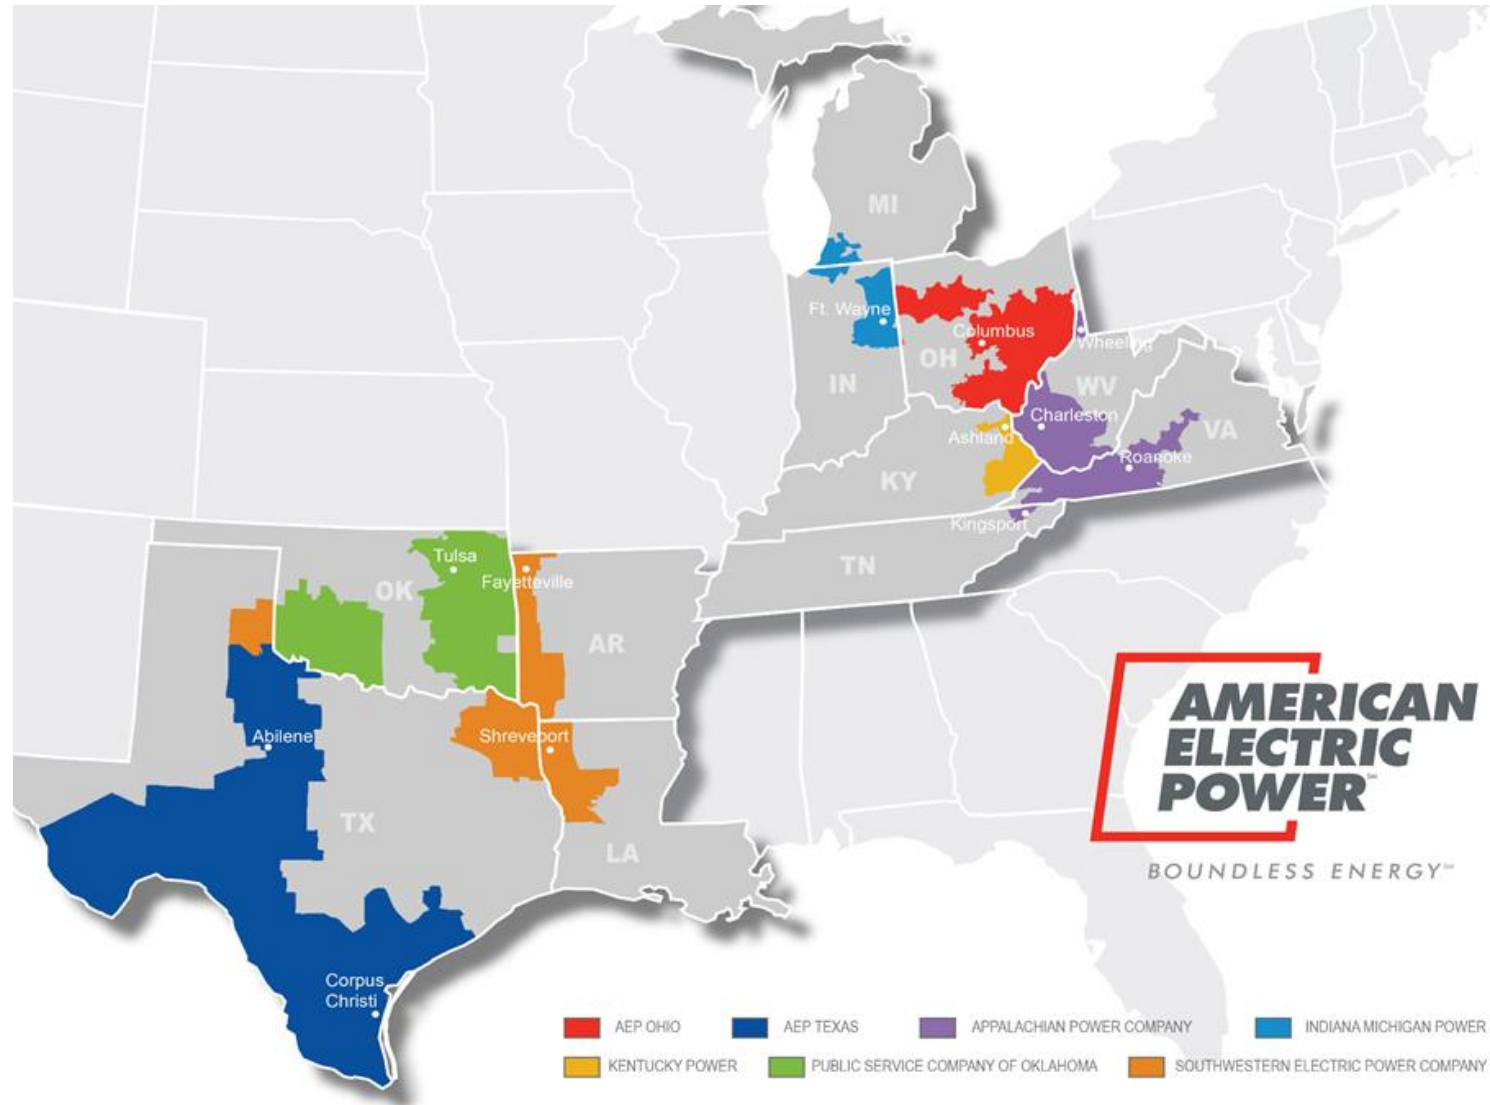 MI
Ft. Wayne
Columbus
Wheeling
OH
IN
WV
Charleston
Ashland
VA
Roanoke
KY
Kingsport
TN
Tulsa
Fayetteville
OK
AR
Abilene
Shreveport
TX
LA
Corpus
Christi
AMERICAN
ELECTRIC
POWER℠
BOUNDLESS ENERGY℠
AEP OHIO
AEP TEXAS
APPALACHIAN POWER COMPANY
INDIANA MICHIGAN POWER
KENTUCKY POWER
PUBLIC SERVICE COMPANY OF OKLAHOMA
SOUTHWESTERN ELECTRIC POWER COMPANY